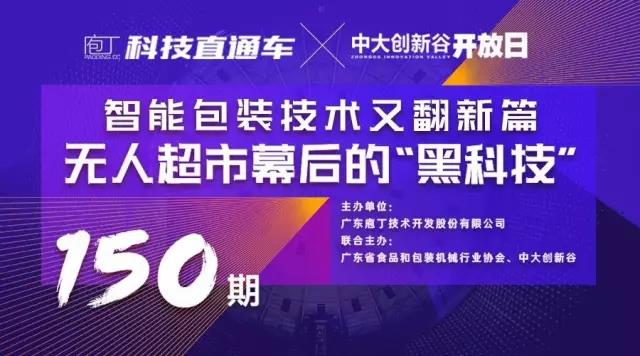 庖丁 科技直通车 × 中大创新谷 开放日
PAODING.CC ZHONGDA INNOVATION VALLEY
智能包装技术又翻新篇
无人超市幕后的“黑科技”
主办单位：
广东庖丁技术开发股份有限公司
联合主办：
广东省食品和包装机械行业协会、中大创新谷
150期